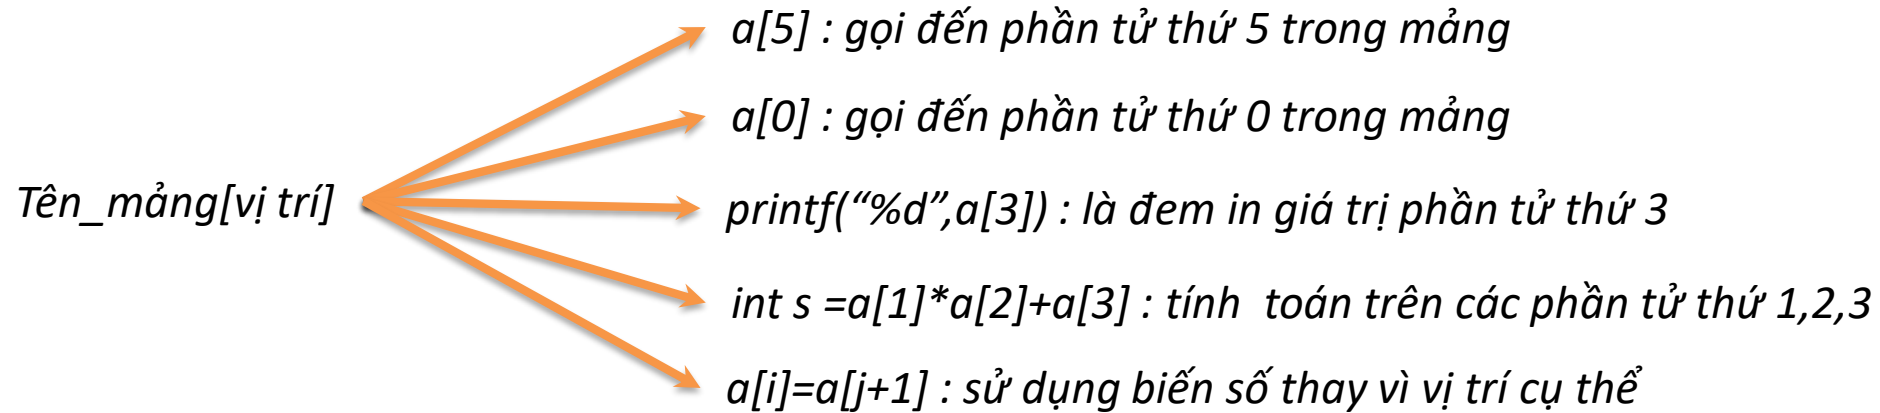 a[5] : gọi đến phần tử thứ 5 trong mảng
a[0] : gọi đến phần tử thứ 0 trong mảng
Tên_mảng[vị trí]
printf(“%d”,a[3]) : là đem in giá trị phần tử thứ 3
int s =a[1]*a[2]+a[3] : tính  toán trên các phần tử thứ 1,2,3
a[i]=a[j+1] : sử dụng biến số thay vì vị trí cụ thể